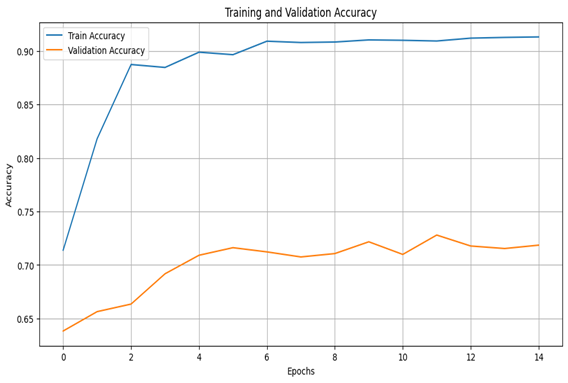 Training and Validation Accuracy
Train Accuracy
Validation Accuracy
0.90
0.85
0.80
0.75
0.70
0.65
Accuracy
0 2 4 6 8 10 12 14
Epochs